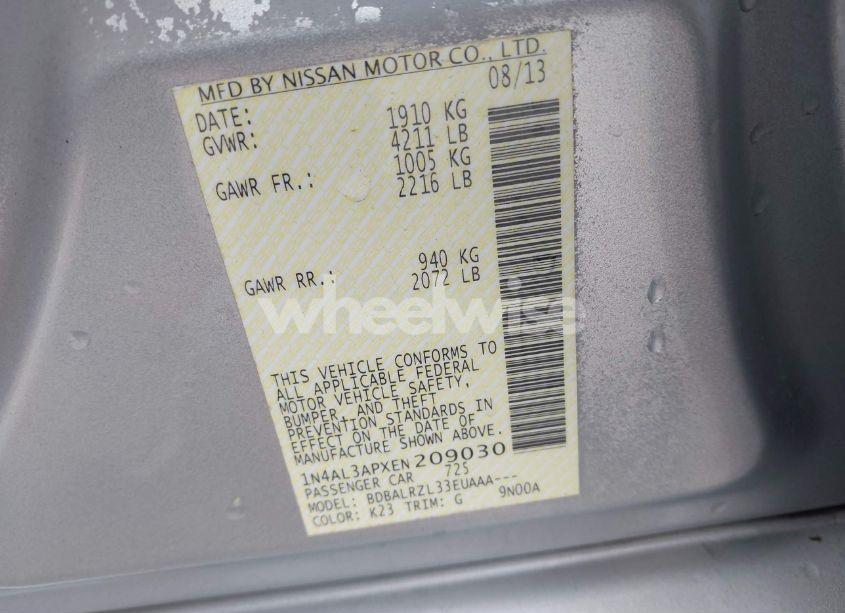 MFD BY NISSAN MOTOR CO., LTD.
DATE: 08/13
GVWR: 1910 KG
4211 LB
GAWR FR.: 1005 KG
2216 LB
GAWR RR.: 940 KG
2072 LB
wheelwise
THIS VEHICLE CONFORMS TO
ALL APPLICABLE FEDERAL
MOTOR VEHICLE SAFETY,
BUMPER, AND THEFT
PREVENTION STANDARDS IN
EFFECT ON THE DATE OF
MANUFACTURE SHOWN ABOVE.
1N4AL3APXEN209030
PASSENGER CAR 725
MODEL: BDBALRZL33EUAAA---
COLOR: K23 TRIM: G 9N00A